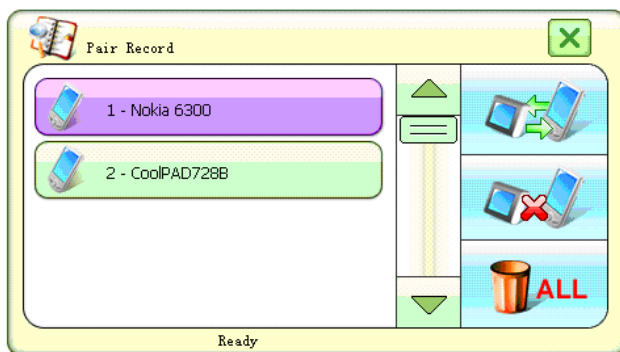 Pair Record
1 - Nokia 6300
2 - CoolPAD728B
ALL
Ready